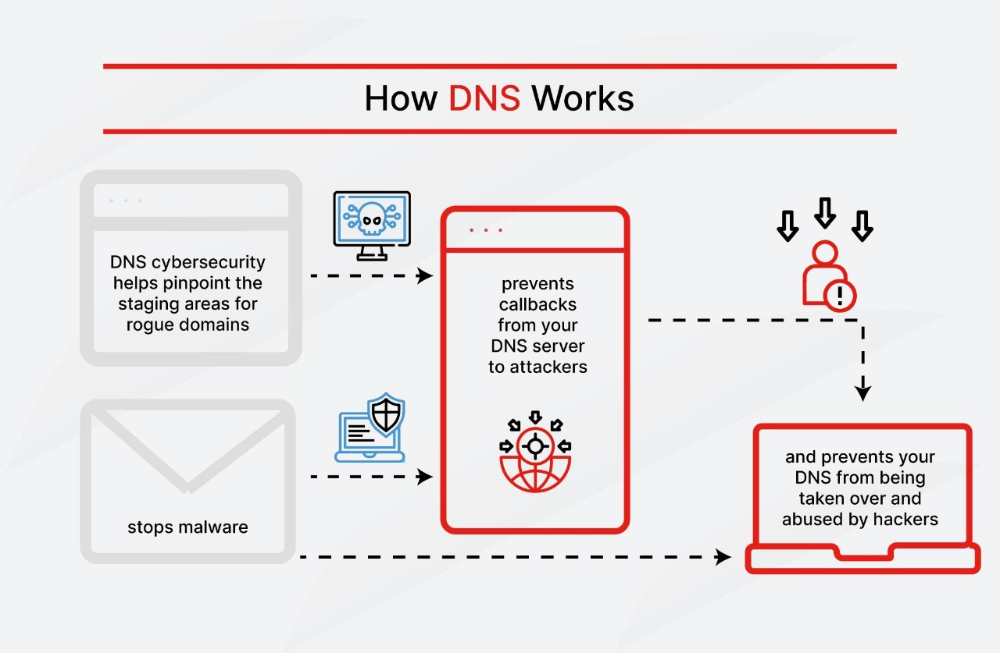 How DNS Works
DNS cybersecurity
helps pinpoint the
staging areas for
rogue domains
stops malware
prevents
callbacks
from your
DNS server
to attackers
and prevents your
DNS from being
taken over and
abused by hackers